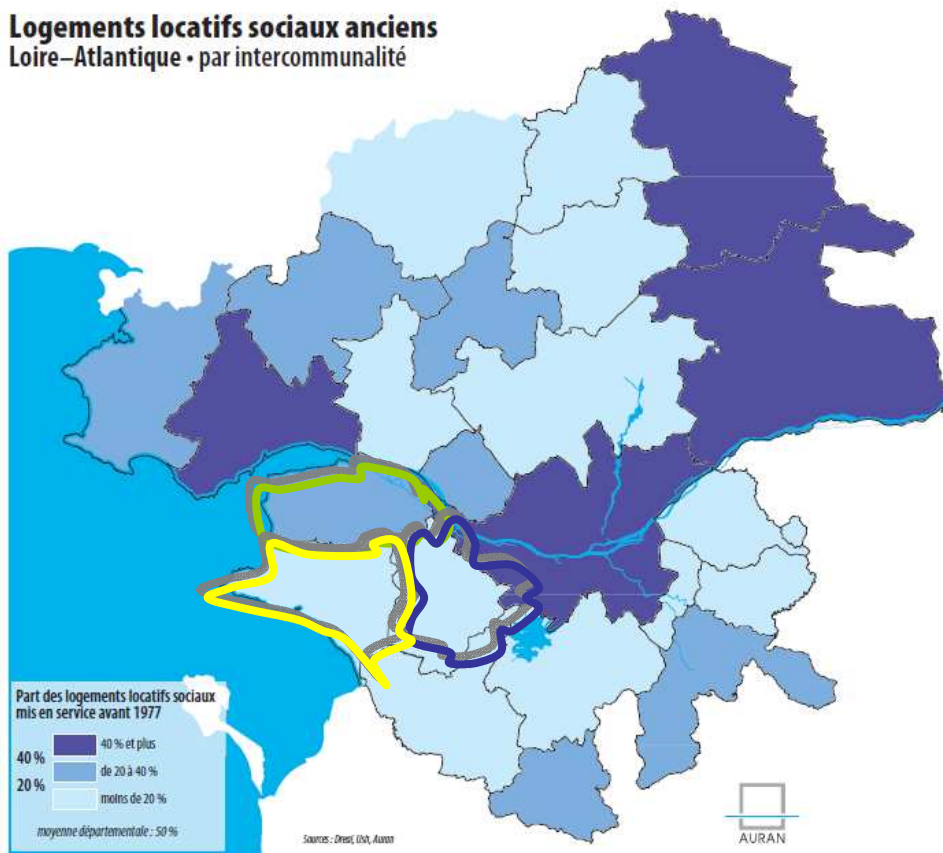 Logements locatifs sociaux anciens
Loire–Atlantique • par intercommunalité
Part des logements locatifs sociaux
mis en service avant 1977
40 %
20 %
40 % et plus
de 20 à 40 %
moins de 20 %
moyenne départementale : 50 %
Sources : Dreal, Ush, Auran
AURAN